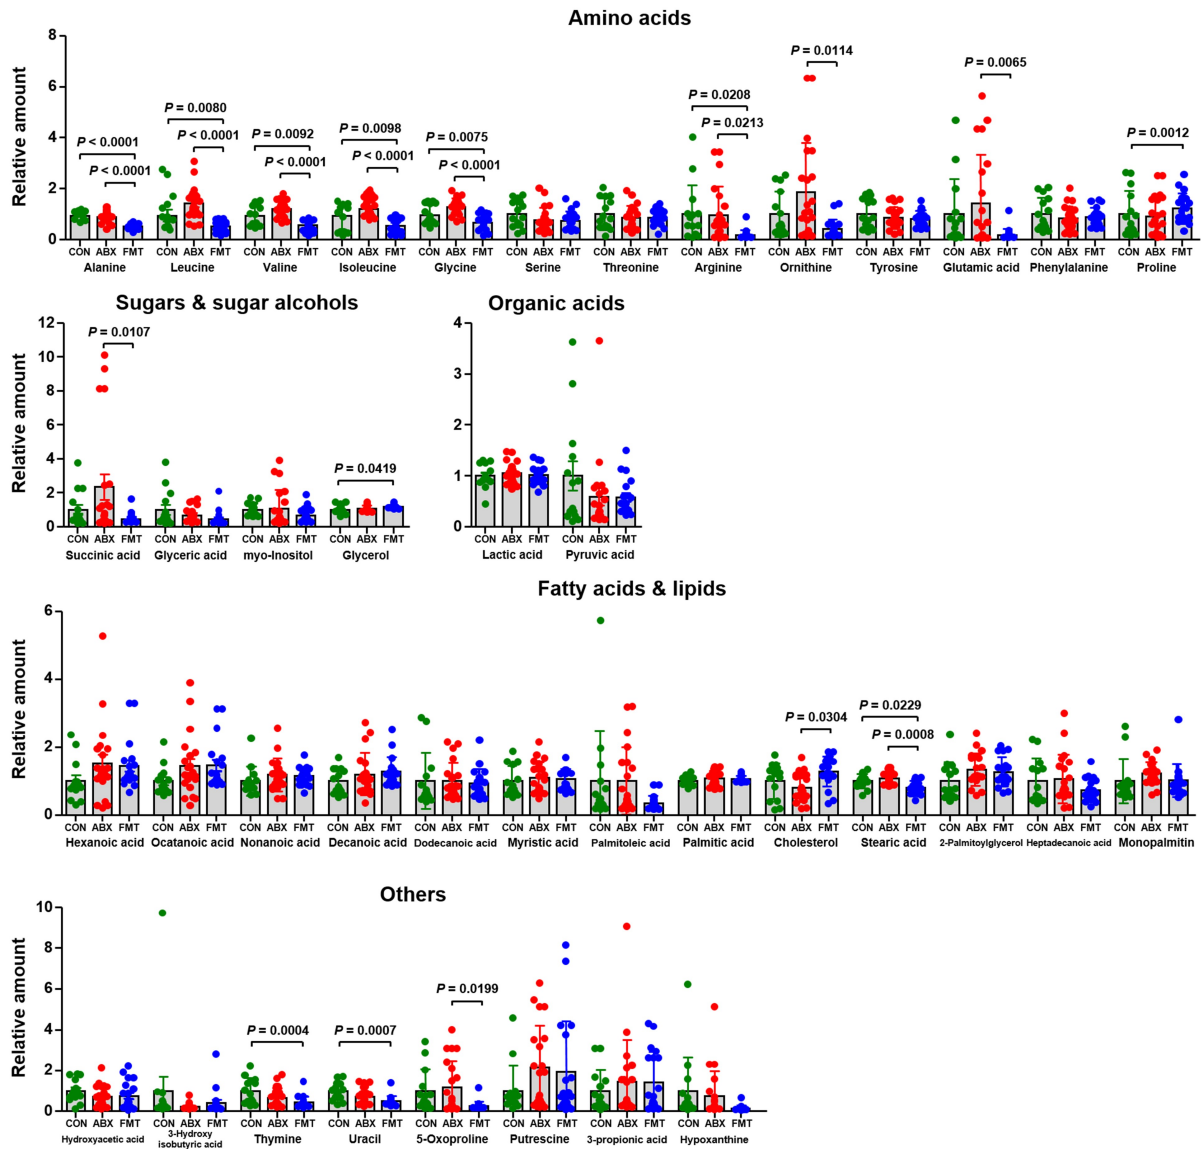 Amino acids
Relative amount
8
6
4
2
0
P < 0.0001
P < 0.0001
P = 0.0080
P < 0.0001
P = 0.0092
P < 0.0001
P = 0.0098
P < 0.0001
P = 0.0075
P < 0.0001
P = 0.0208
P = 0.0213
P = 0.0114
P = 0.0065
P = 0.0012
CON ABX FMT CON ABX FMT CON ABX FMT CON ABX FMT CON ABX FMT CON ABX FMT CON ABX FMT CON ABX FMT CON ABX FMT CON ABX FMT CON ABX FMT CON ABX FMT CON ABX FMT
Alanine Leucine Valine Isoleucine Glycine Serine Threonine Arginine Ornithine Tyrosine Glutamic acid Phenylalanine Proline
Sugars & sugar alcohols
Relative amount
12
10
8
6
4
2
0
P = 0.0107
P = 0.0419
CON ABX FMT CON ABX FMT CON ABX FMT CON ABX FMT
Succinic acid Glyceric acid myo-Inositol Glycerol
Organic acids
Relative amount
4
3
2
1
0
CON ABX FMT CON ABX FMT
Lactic acid Pyruvic acid
Fatty acids & lipids
Relative amount
6
4
2
0
P = 0.0304
P = 0.0229
P = 0.0008
CON ABX FMT CON ABX FMT CON ABX FMT CON ABX FMT CON ABX FMT CON ABX FMT CON ABX FMT CON ABX FMT CON ABX FMT CON ABX FMT CON ABX FMT CON ABX FMT CON ABX FMT
Hexanoic acid Ocatanoic acid Nonanoic acid Decanoic acid Dodecanoic acid Myristic acid Palmitoleic acid Palmitic acid Cholesterol Stearic acid 2-Palmitoylglycerol Heptadecanoic acid Monopalmitin
Others
Relative amount
10
8
6
4
2
0
P = 0.0004
P = 0.0007
P = 0.0199
CON ABX FMT CON ABX FMT CON ABX FMT CON ABX FMT CON ABX FMT CON ABX FMT CON ABX FMT CON ABX FMT
Hydroxyacetic acid 3-Hydroxy isobutyric acid Thymine Uracil 5-Oxoproline Putrescine 3-propionic acid Hypoxanthine